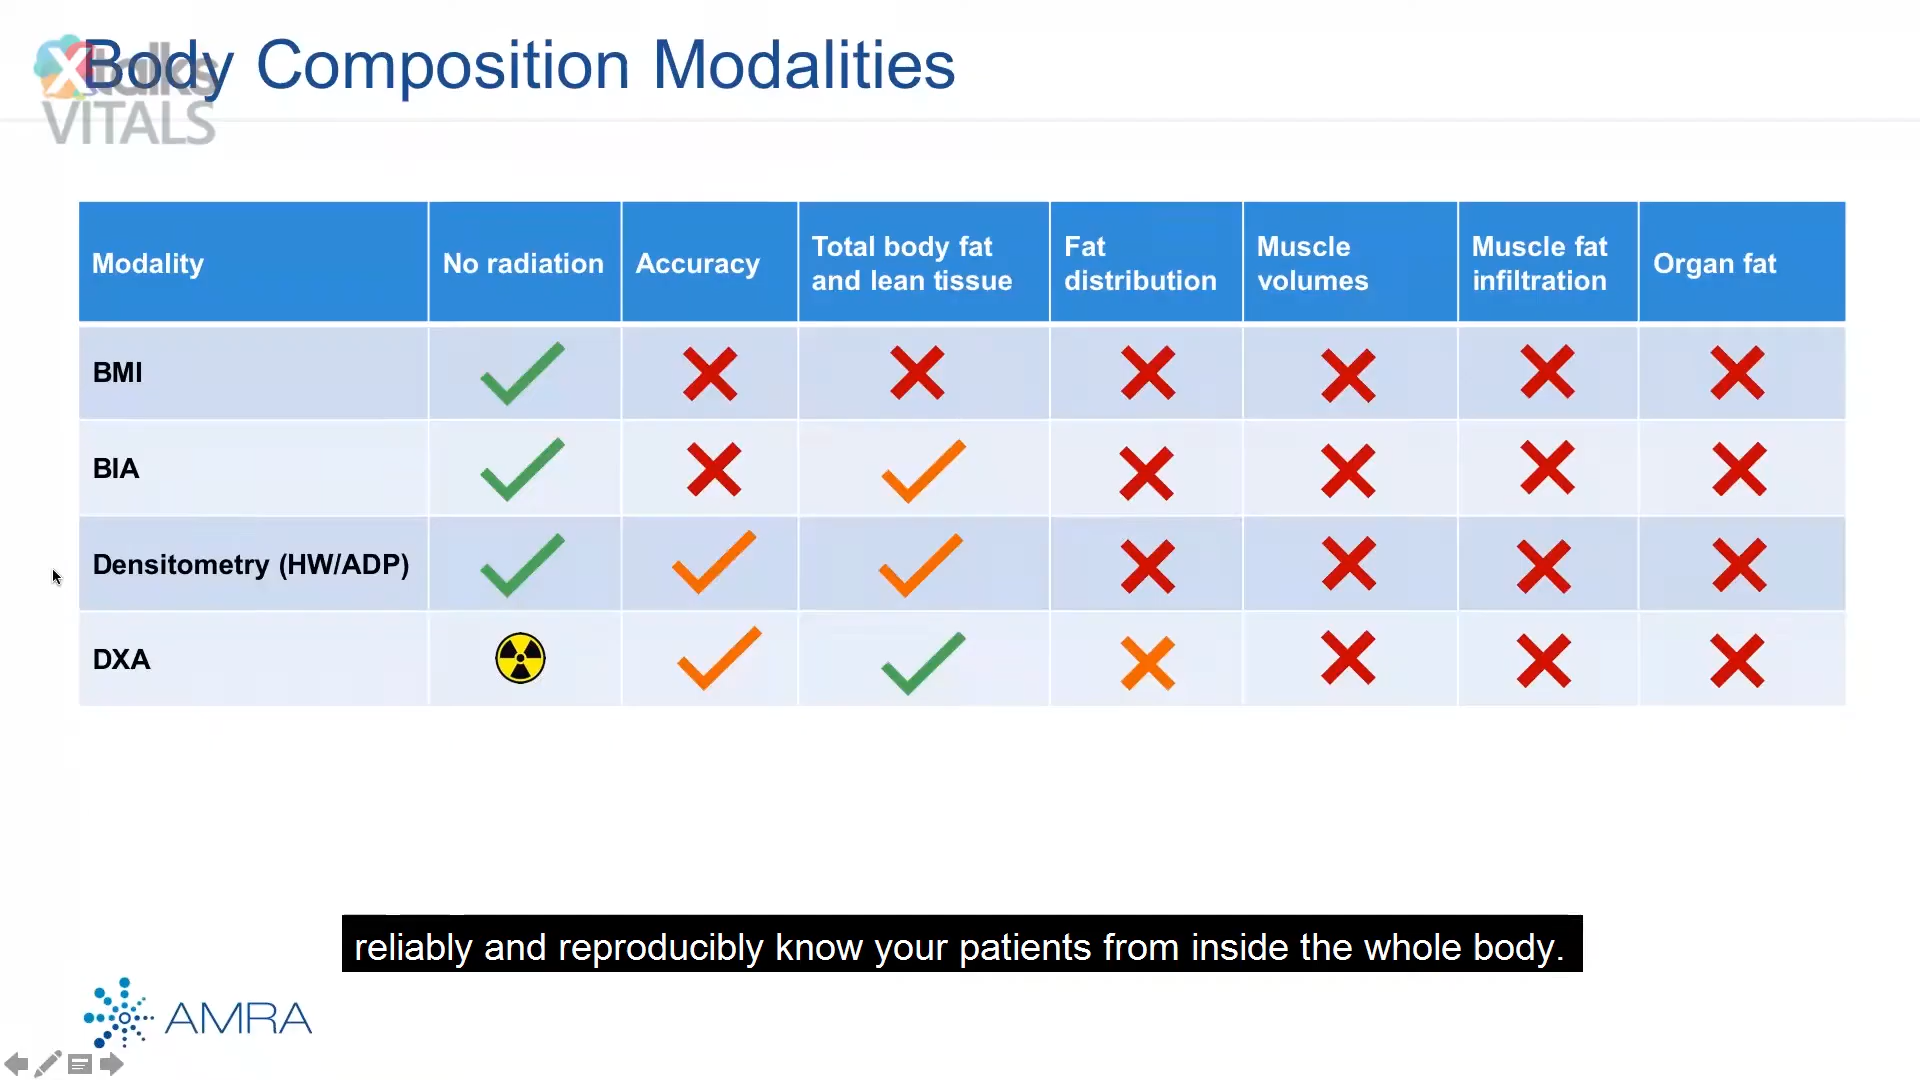 Body Composition Modalities
Xtalks
VITALS
Modality
No radiation
Accuracy
Total body fat
and lean tissue
Fat
distribution
Muscle
volumes
Muscle fat
infiltration
Organ fat
BMI
BIA
Densitometry (HW/ADP)
DXA
reliably and reproducibly know your patients from inside the whole body.
AMRA